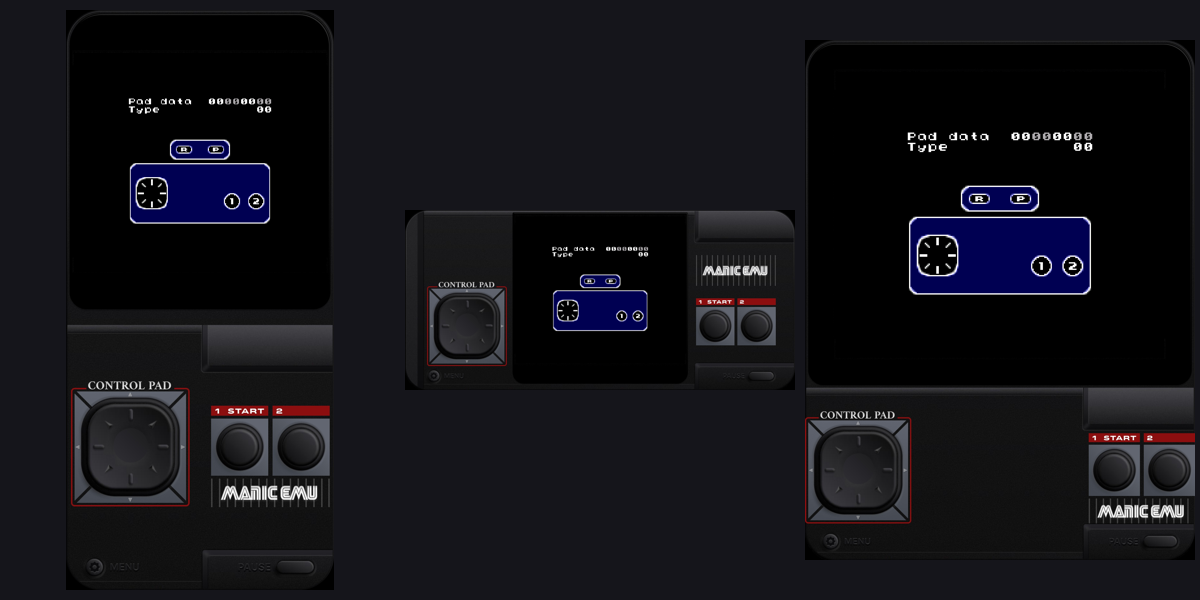 Pad data 00000000
Type 00
R P
1 2
CONTROL PAD
1 START 2
MANIC EMU
MENU
PAUSE
Pad data 00000000
Type 00
R P
1 2
CONTROL PAD
MANIC EMU
1 START 2
MENU
PAUSE
Pad data 00000000
Type 00
R P
1 2
CONTROL PAD
1 START 2
MANIC EMU
MENU
PAUSE